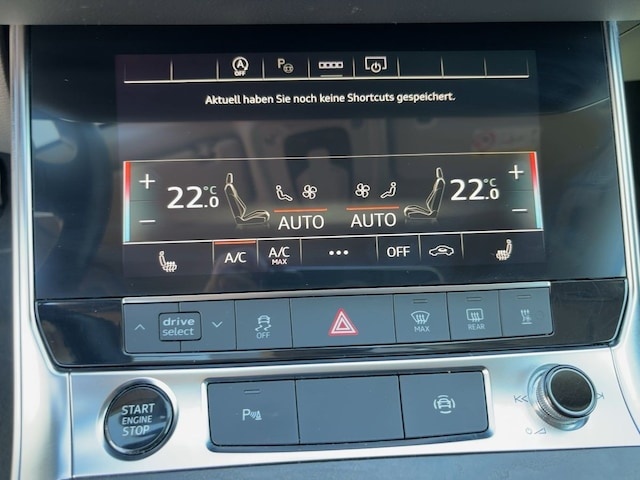 A
OFF
P
Aktuell haben Sie noch keine Shortcuts gespeichert.
+ 22.0 °C 22.0 °C +
- AUTO AUTO -
A/C A/C MAX ••• OFF
drive select
OFF
MAX
REAR
START ENGINE STOP
P